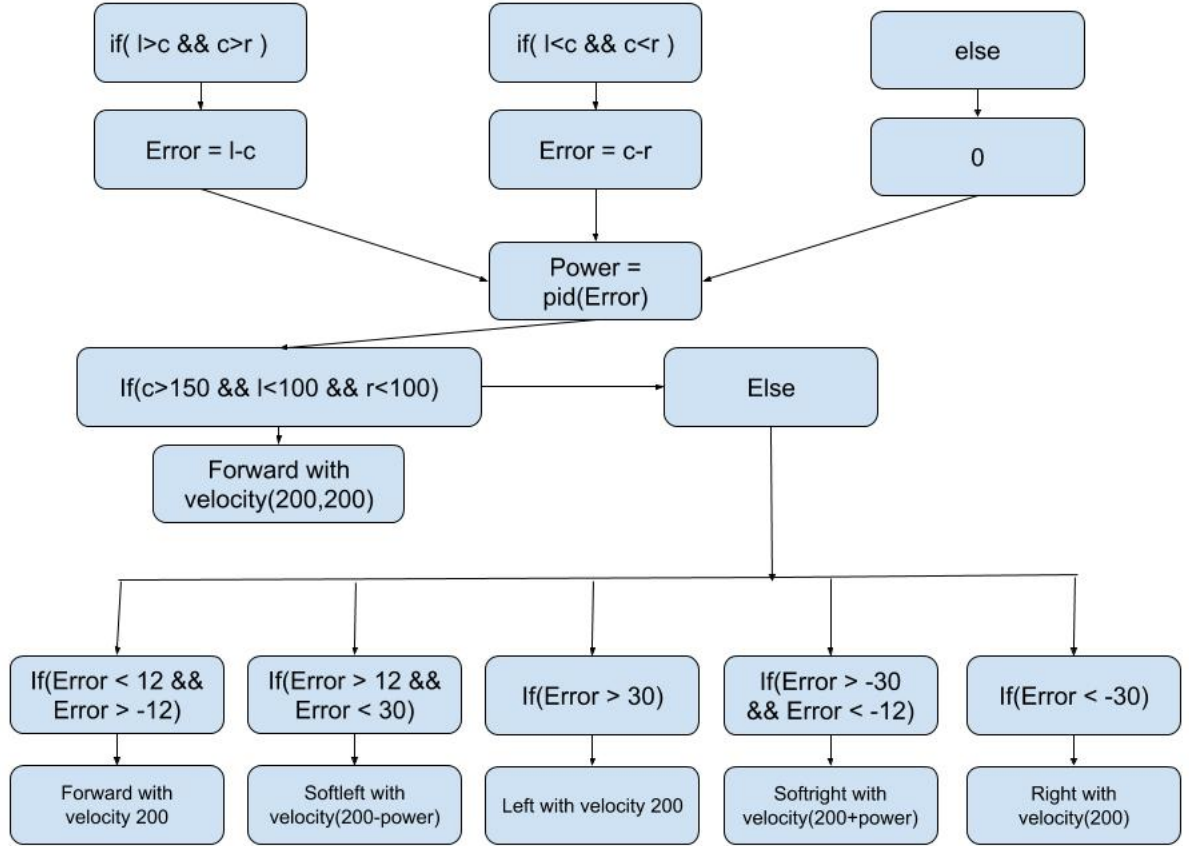 if( l>c && c>r )
if( l<c && c<r )
else
Error = l-c
Error = c-r
0
Power =
pid(Error)
If(c>150 && l<100 && r<100)
Else
Forward with
velocity(200,200)
If(Error < 12 &&
Error > -12)
If(Error > 12 &&
Error < 30)
If(Error > 30)
If(Error > -30
&& Error < -12)
If(Error < -30)
Forward with
velocity 200
Softleft with
velocity(200-power)
Left with velocity 200
Softright with
velocity(200+power)
Right with
velocity(200)